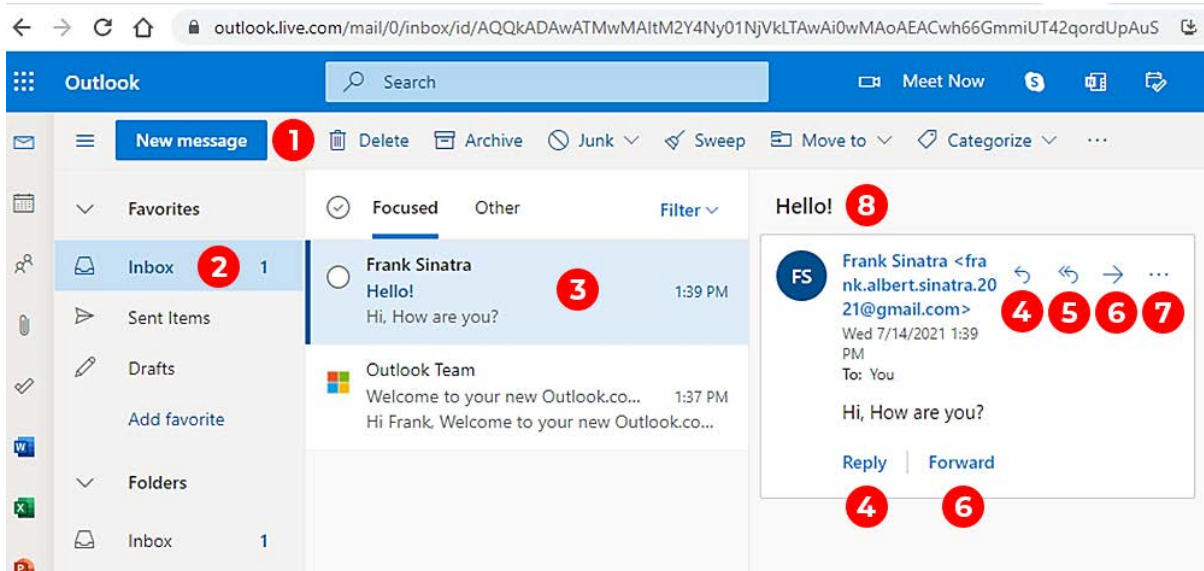 outlook.live.com/mail/0/inbox/id/AQQkADAwATMwMAItM2Y4Ny01NjVkLTAwAi0wMAoAEACwh66GmmiUT42qordUpAuS
Outlook
Search
Meet Now
New message
1
Delete
Archive
Junk
Sweep
Move to
Categorize
Favorites
Inbox 2 1
Sent Items
Drafts
Add favorite
Folders
Inbox 1
Focused Other Filter
Frank Sinatra
Hello! 3 1:39 PM
Hi, How are you?
Outlook Team
Welcome to your new Outlook.co... 1:37 PM
Hi Frank, Welcome to your new Outlook.co...
Hello! 8
FS
Frank Sinatra <fra
nk.albert.sinatra.20
21@gmail.com>
4 5 6 7
Wed 7/14/2021 1:39
PM
To: You
Hi, How are you?
Reply Forward
4 6